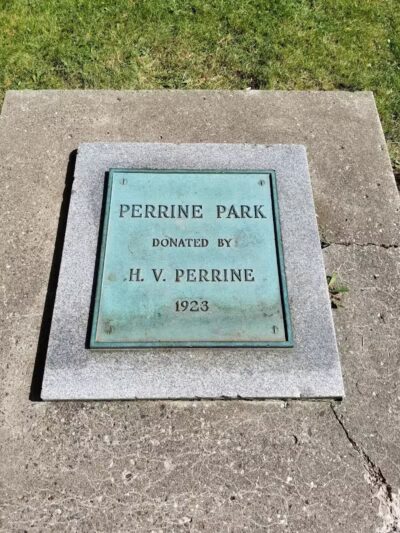 PERRINE PARK
DONATED BY
H. V. PERRINE
1923